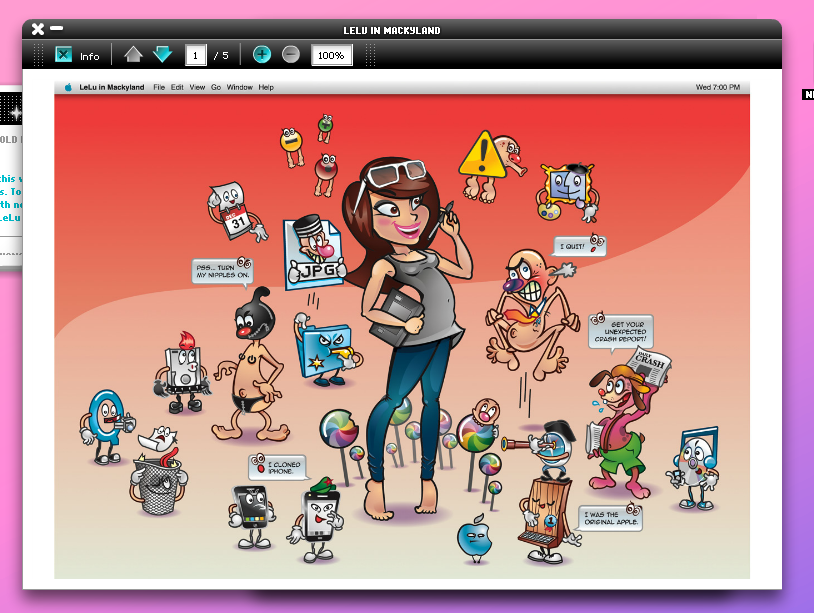 LELU IN MACKYLAND
Info
1 / 5
100%
LeLu in Mackyland File Edit View Go Window Help
Wed 7:00 PM
OLD
this
s. To
th
LeLu
31
JPG
I QUIT!
PSS... TURN
MY NIPPLES ON.
GET YOUR
UNEXPECTED
CRASH REPORT!
DAILY
CRASH
I CLONED
IPHONE.
I WAS THE
ORIGINAL APPLE.